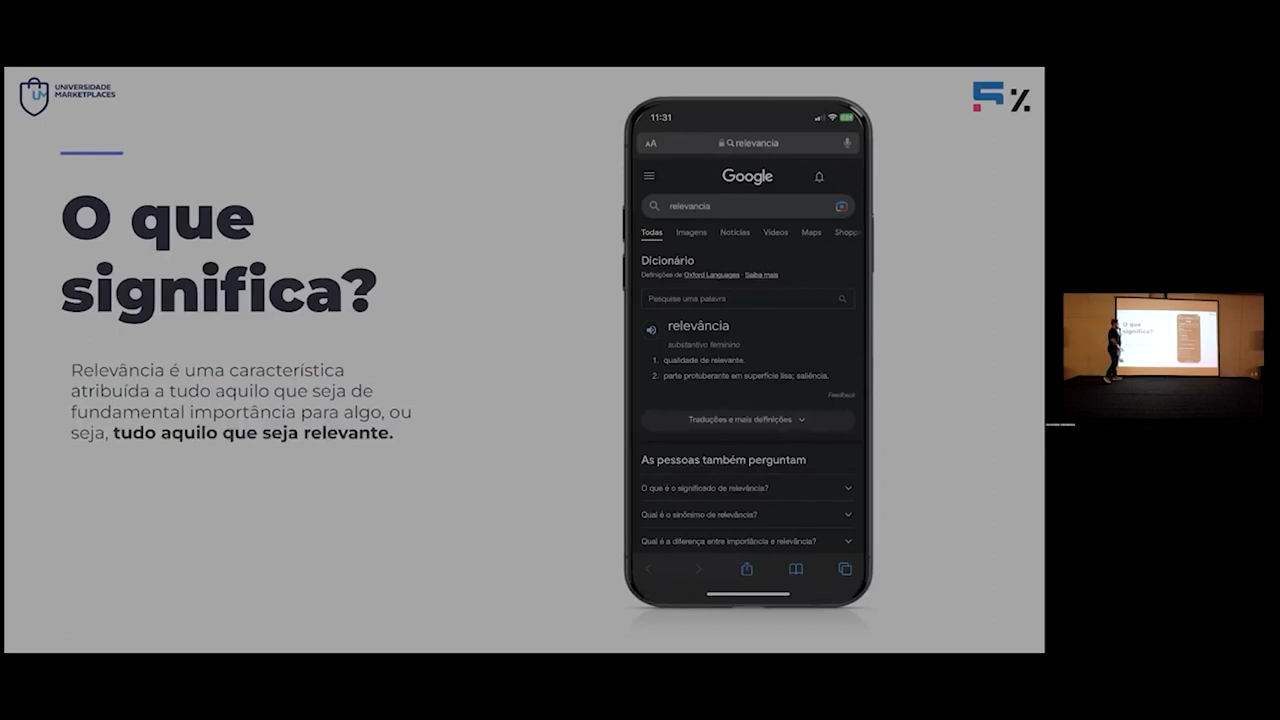 UNIVERSIDADE
MARKETPLACES
O que
significa?
Relevância é uma característica
atribuída a tudo aquilo que seja de
fundamental importância para algo, ou
seja, tudo aquilo que seja relevante.
11:31
AA
relevancia
Google
relevancia
Todas Imagens Notícias Vídeos Maps Shopp
Dicionário
Definições de Oxford Languages · Saiba mais
Pesquise uma palavra
relevância
substantivo feminino
1. qualidade de relevante.
2. parte protuberante em superfície lisa; saliência.
Feedback
Traduções e mais definições
As pessoas também perguntam
O que é o significado de relevância?
Qual é o sinônimo de relevância?
Qual é a diferença entre importância e relevância?
O que
significa?